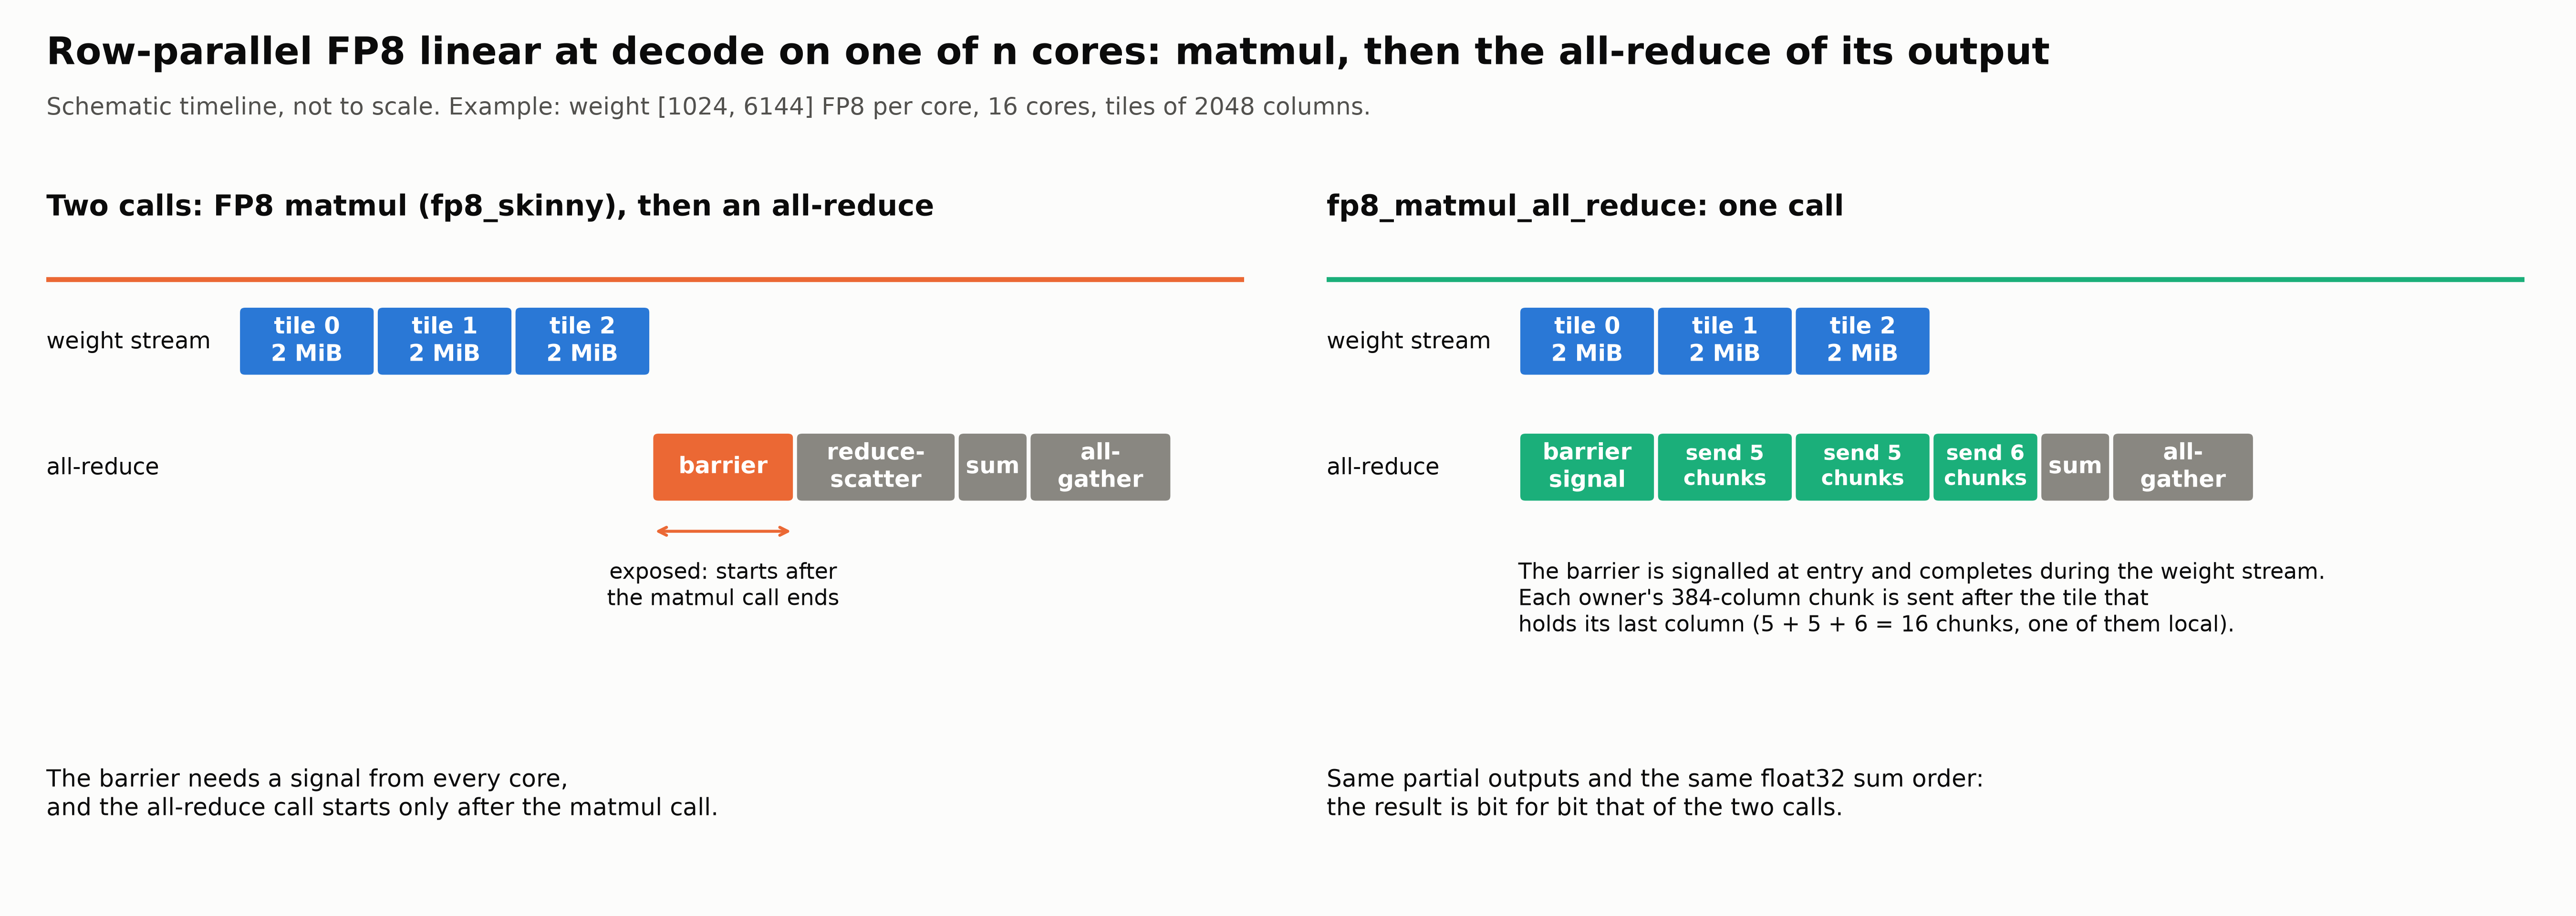 Row-parallel FP8 linear at decode on one of n cores: matmul, then the all-reduce of its output
Schematic timeline, not to scale. Example: weight [1024, 6144] FP8 per core, 16 cores, tiles of 2048 columns.
Two calls: FP8 matmul (fp8_skinny), then an all-reduce
weight stream
tile 0
2 MiB
tile 1
2 MiB
tile 2
2 MiB
all-reduce
barrier
reduce-
scatter
sum
all-
gather
exposed: starts after
the matmul call ends
The barrier needs a signal from every core,
and the all-reduce call starts only after the matmul call.
fp8_matmul_all_reduce: one call
weight stream
tile 0
2 MiB
tile 1
2 MiB
tile 2
2 MiB
all-reduce
barrier
signal
send 5
chunks
send 5
chunks
send 6
chunks
sum
all-
gather
The barrier is signalled at entry and completes during the weight stream.
Each owner's 384-column chunk is sent after the tile that
holds its last column (5 + 5 + 6 = 16 chunks, one of them local).
Same partial outputs and the same float32 sum order:
the result is bit for bit that of the two calls.